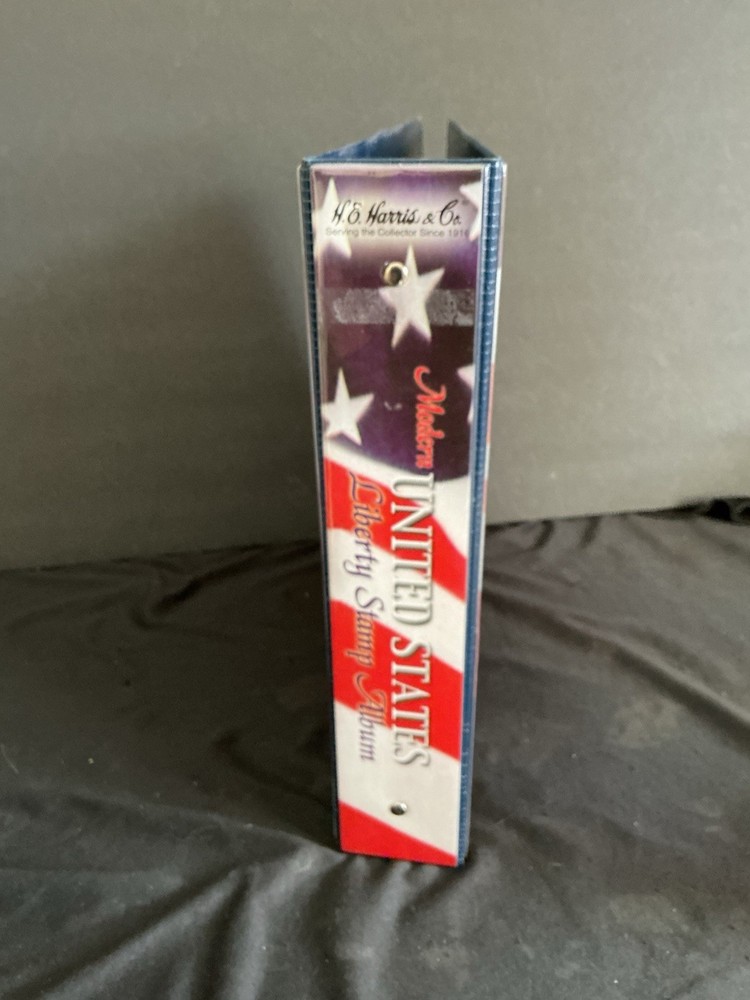 H.E. Harris & Co.
Serving the Collector Since 1916
Modern
UNITED STATES
Liberty Stamp Album